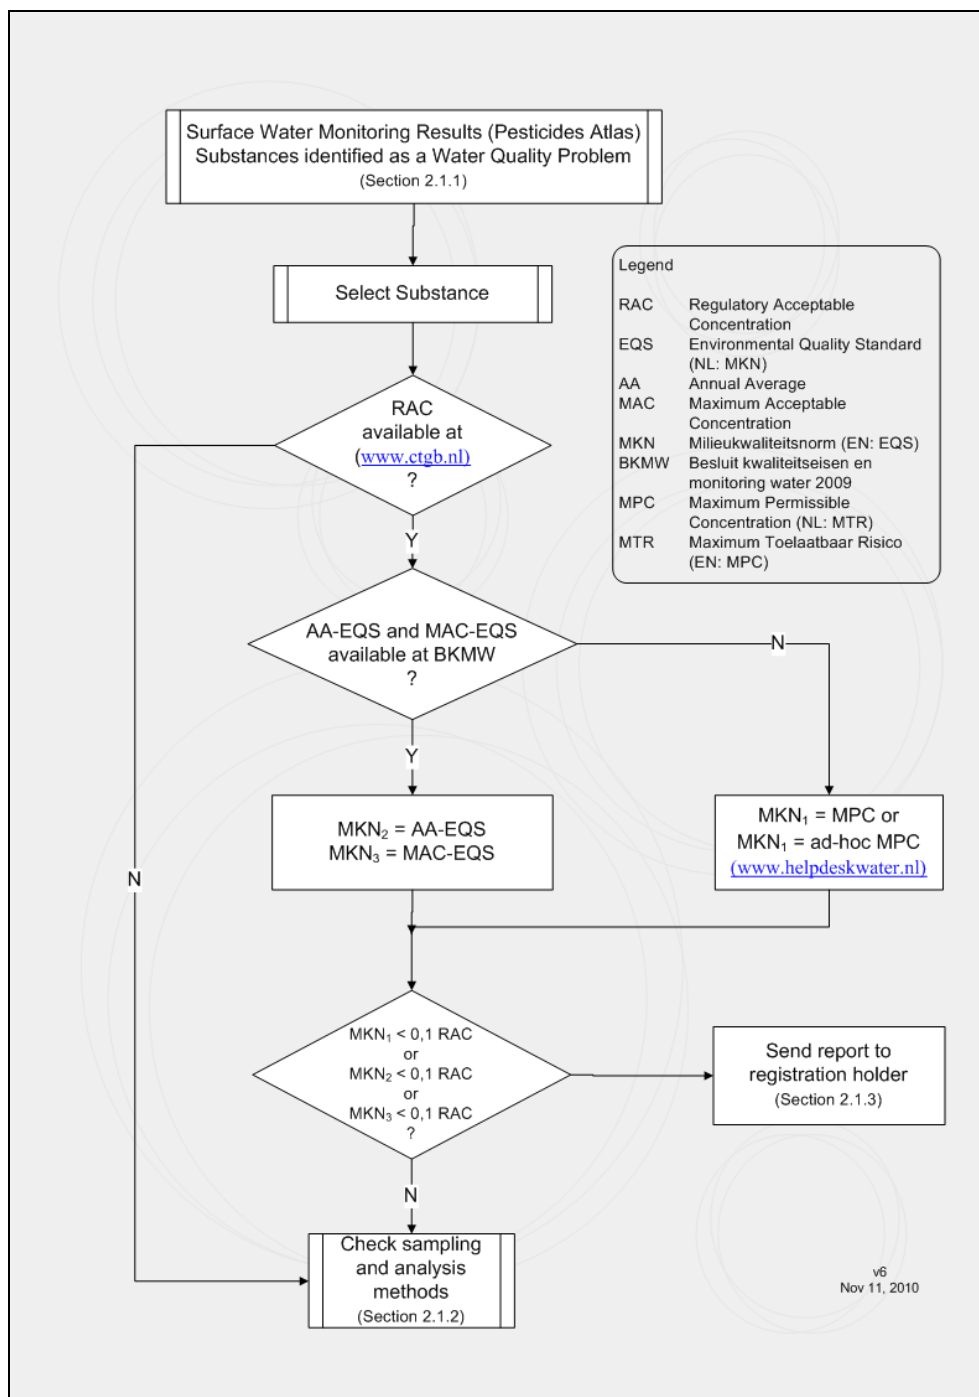 Surface Water Monitoring Results (Pesticides Atlas)
Substances identified as a Water Quality Problem
(Section 2.1.1)
Select Substance
Legend
RAC Regulatory Acceptable
Concentration
EQS Environmental Quality Standard
(NL: MKN)
AA Annual Average
MAC Maximum Acceptable
Concentration
MKN Milieukwaliteitsnorm (EN: EQS)
BKMW Besluit kwaliteitseisen en
monitoring water 2009
MPC Maximum Permissible
Concentration (NL: MTR)
MTR Maximum Toelaatbaar Risico
(EN: MPC)
RAC
available at
(www.ctgb.nl)
?
Y
AA-EQS and MAC-EQS
available at BKMW
?
N
Y
MKN₂ = AA-EQS
MKN₃ = MAC-EQS
MKN₁ = MPC or
MKN₁ = ad-hoc MPC
(www.helpdeskwater.nl)
N
MKN₁ < 0,1 RAC
or
MKN₂ < 0,1 RAC
or
MKN₃ < 0,1 RAC
?
Send report to
registration holder
(Section 2.1.3)
N
Check sampling
and analysis
methods
(Section 2.1.2)
v6
Nov 11, 2010